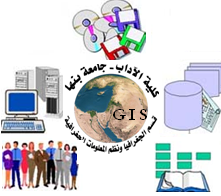 كلية الآداب - جامعة بنها
GIS
قسم الجغرافيا ونظم المعلومات الجغرافية